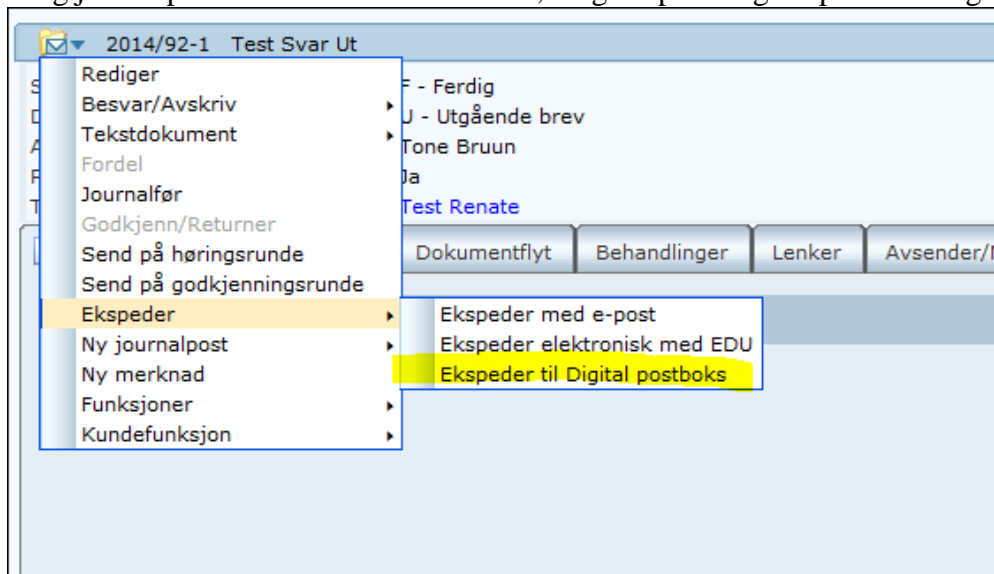 2014/92-1 Test Svar Ut
Rediger
Besvar/Avskriv
Tekstdokument
Fordel
Journalfør
Godkjenn/Returner
Send på høringsrunde
Send på godkjenningsrunde
Ekspeder
Ny journalpost
Ny merknad
Funksjoner
Kundefunksjon
F - Ferdig
U - Utgående brev
Tone Bruun
Ja
Test Renate
Dokumentflyt Behandlinger Lenker Avsender/
Ekspeder med e-post
Ekspeder elektronisk med EDU
Ekspeder til Digital postboks